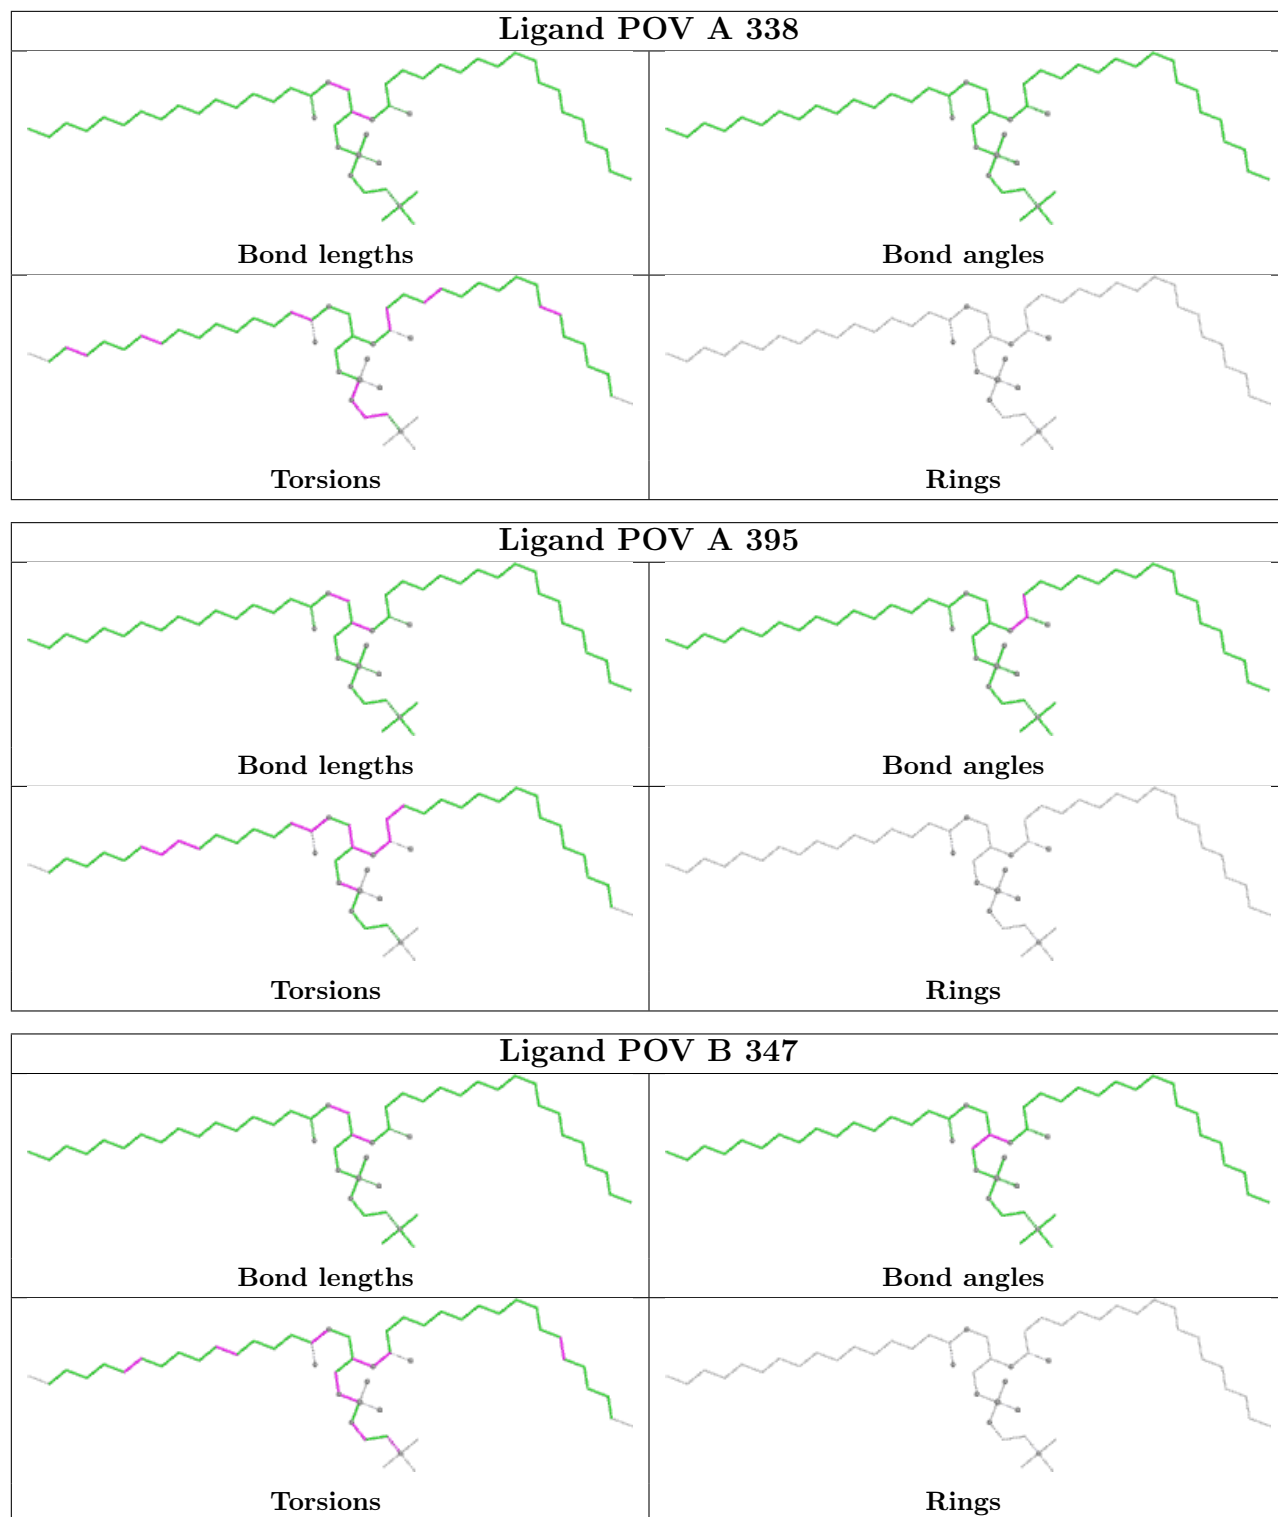 Ligand POV A 338
Bond lengths
Bond angles
Torsions
Rings
Ligand POV A 395
Bond lengths
Bond angles
Torsions
Rings
Ligand POV B 347
Bond lengths
Bond angles
Torsions
Rings